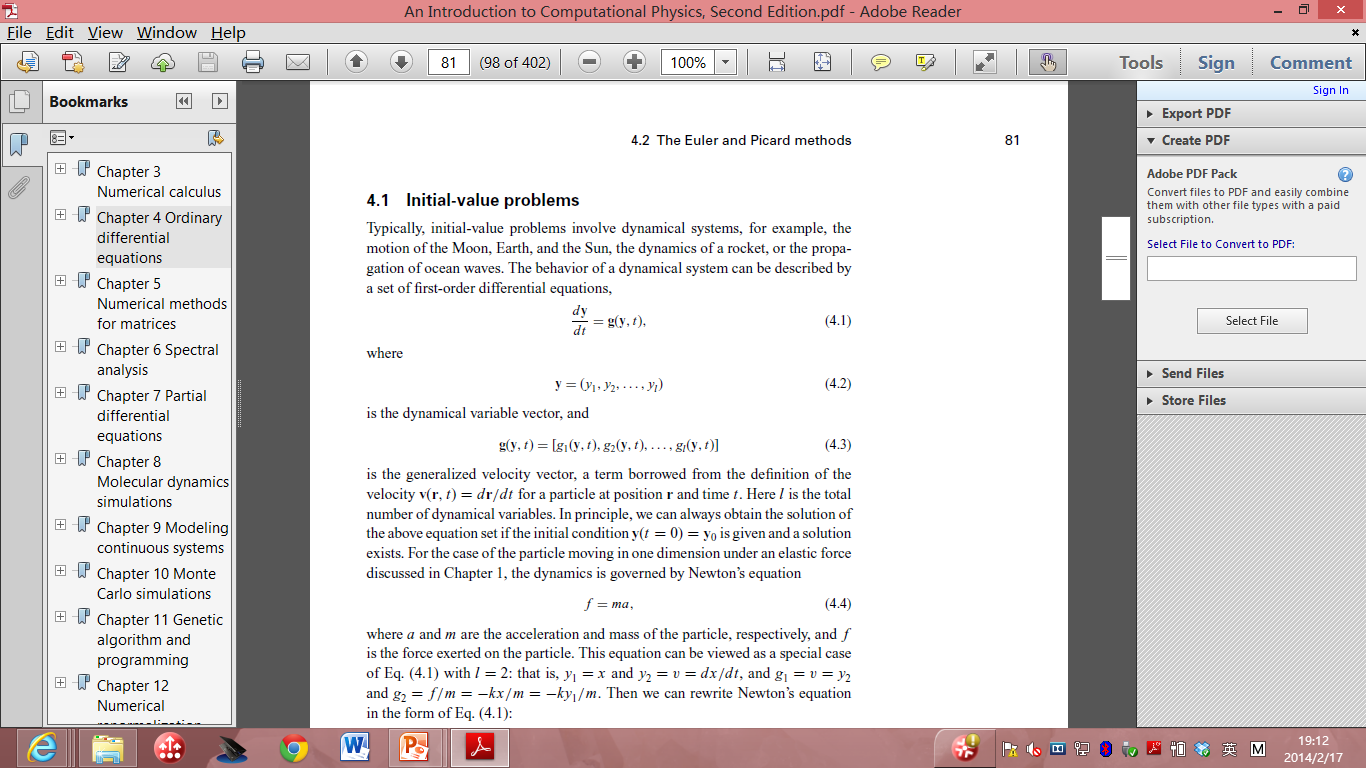 An Introduction to Computational Physics, Second Edition.pdf - Adobe Reader
File Edit View Window Help
81 (98 of 402) 100% Tools Sign Comment
Bookmarks
Chapter 3
Numerical calculus
Chapter 4 Ordinary
differential
equations
Chapter 5
Numerical methods
for matrices
Chapter 6 Spectral
analysis
Chapter 7 Partial
differential
equations
Chapter 8
Molecular dynamics
simulations
Chapter 9 Modeling
continuous systems
Chapter 10 Monte
Carlo simulations
Chapter 11 Genetic
algorithm and
programming
Chapter 12
Numerical
4.2 The Euler and Picard methods 81
4.1 Initial-value problems
Typically, initial-value problems involve dynamical systems, for example, the
motion of the Moon, Earth, and the Sun, the dynamics of a rocket, or the propa-
gation of ocean waves. The behavior of a dynamical system can be described by
a set of first-order differential equations,
dy/dt = g(y, t), (4.1)
where
y = (y₁, y₂, . . . , yₗ) (4.2)
is the dynamical variable vector, and
g(y, t) = [g₁(y, t), g₂(y, t), . . . , gₗ(y, t)] (4.3)
is the generalized velocity vector, a term borrowed from the definition of the
velocity v(r, t) = dr/dt for a particle at position r and time t. Here l is the total
number of dynamical variables. In principle, we can always obtain the solution of
the above equation set if the initial condition y(t = 0) = y₀ is given and a solution
exists. For the case of the particle moving in one dimension under an elastic force
discussed in Chapter 1, the dynamics is governed by Newton's equation
f = ma, (4.4)
where a and m are the acceleration and mass of the particle, respectively, and f
is the force exerted on the particle. This equation can be viewed as a special case
of Eq. (4.1) with l = 2: that is, y₁ = x and y₂ = v = dx/dt, and g₁ = v = y₂
and g₂ = f/m = −kx/m = −ky₁/m. Then we can rewrite Newton's equation
in the form of Eq. (4.1):
Sign In
Export PDF
Create PDF
Adobe PDF Pack
Convert files to PDF and easily combine
them with other file types with a paid
subscription.
Select File to Convert to PDF:
Select File
Send Files
Store Files
英 M
19:12
2014/2/17